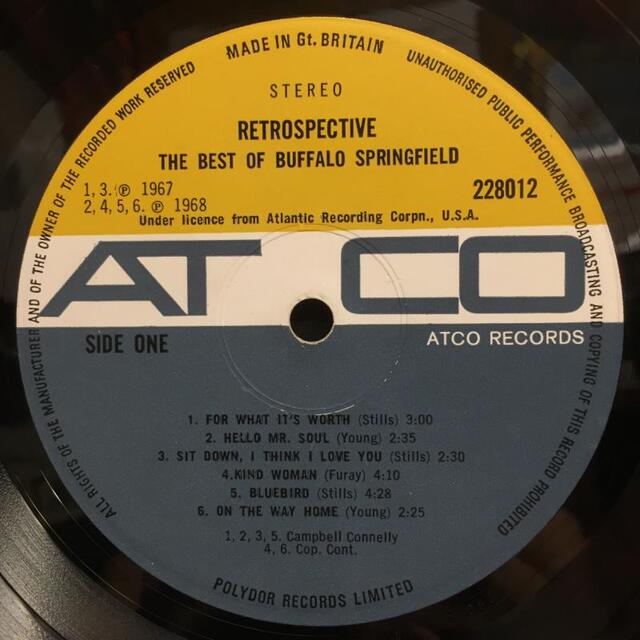 MADE IN Gt. BRITAIN
UNAUTHORISED PUBLIC PERFORMANCE BROADCASTING AND COPYING OF THIS RECORD PROHIBITED
ALL RIGHTS OF THE MANUFACTURER AND OF THE OWNER OF THE RECORDED WORK RESERVED
STEREO
RETROSPECTIVE
THE BEST OF BUFFALO SPRINGFIELD
1, 3. ℗ 1967
2, 4, 5, 6. ℗ 1968
228012
Under licence from Atlantic Recording Corpn., U.S.A.
AT CO
SIDE ONE
ATCO RECORDS
1. FOR WHAT IT'S WORTH (Stills) 3:00
2. HELLO MR. SOUL (Young) 2:35
3. SIT DOWN, I THINK I LOVE YOU (Stills) 2:30
4.KIND WOMAN (Furay) 4:10
5. BLUEBIRD (Stills) 4:28
6. ON THE WAY HOME (Young) 2:25
1, 2, 3, 5. Campbell Connelly
4, 6. Cop. Cont.
POLYDOR RECORDS LIMITED